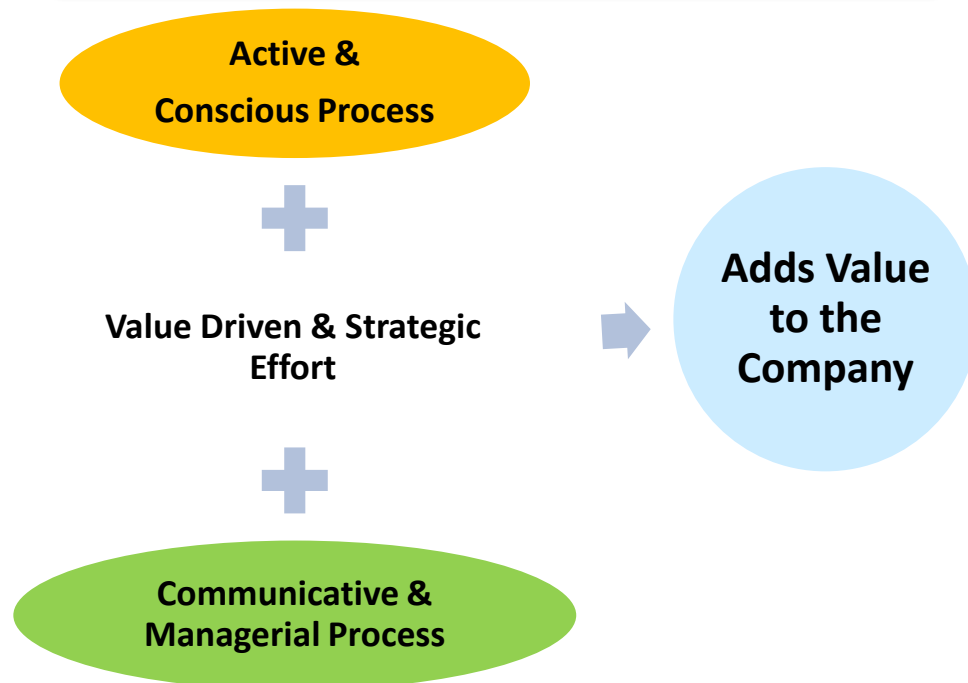 Active &
Conscious Process
Value Driven & Strategic
Effort
Adds Value
to the
Company
Communicative &
Managerial Process